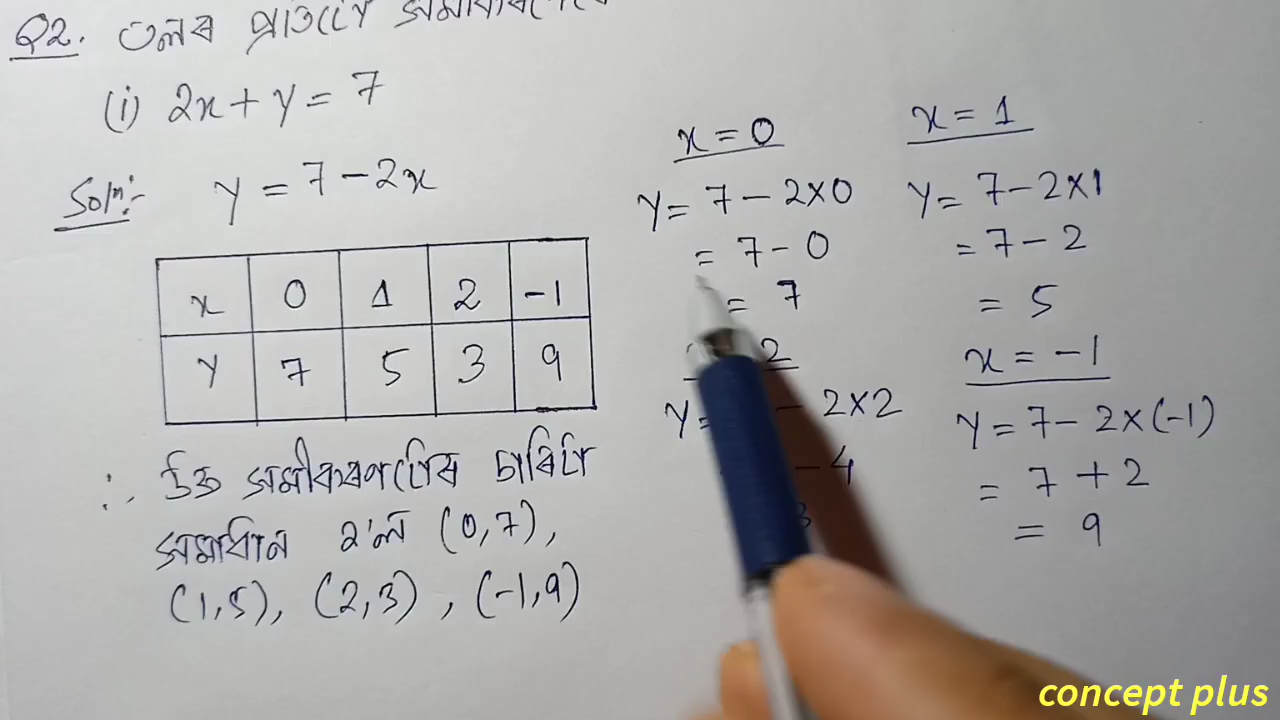 Q2. তলৰ প্ৰতিটো
(i) 2x + y = 7
Soln:- y = 7 - 2x
x 0 1 2 -1
y 7 5 3 9
∴ উক্ত সমীকৰণটোৰ চাৰিটা
সমাধান হ'ল (0,7),
(1,5), (2,3), (-1,9)
x = 0
y = 7 - 2×0
= 7 - 0
= 7
2
y = - 2×2
- 4
3
x = 1
y = 7 - 2×1
= 7 - 2
= 5
x = -1
y = 7 - 2×(-1)
= 7 + 2
= 9
concept plus